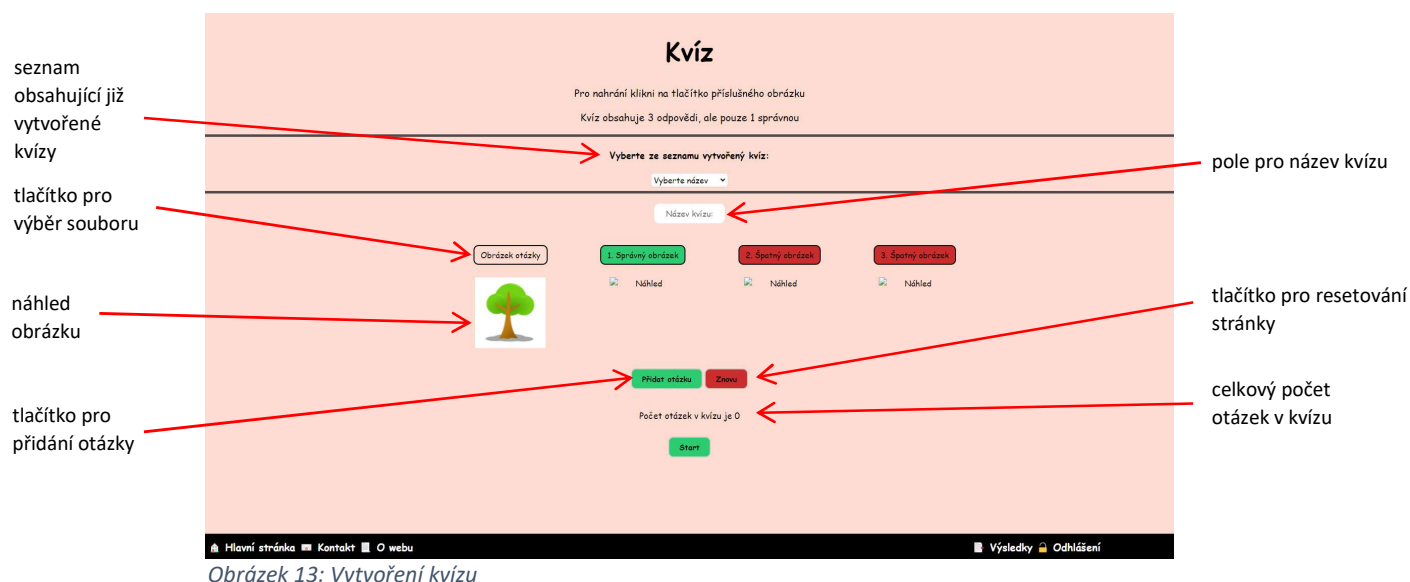 Kvíz
Pro nahrání klikni na tlačítko příslušného obrázku
Kvíz obsahuje 3 odpovědi, ale pouze 1 správnou
seznam
obsahující již
vytvořené
kvízy
Vyberte ze seznamu vytvořený kvíz:
Vyberte název
pole pro název kvízu
tlačítko pro
výběr souboru
Název kvízu:
Obrázek otázky
1. Správný obrázek
2. Špatný obrázek
3. Špatný obrázek
Náhled
Náhled
Náhled
náhled
obrázku
tlačítko pro resetování
stránky
Přidat otázku
Znovu
celkový počet
otázek v kvízu
Počet otázek v kvízu je 0
tlačítko pro
přidání otázky
Start
Hlavní stránka Kontakt O webu
Výsledky Odhlášení
Obrázek 13: Vytvoření kvízu